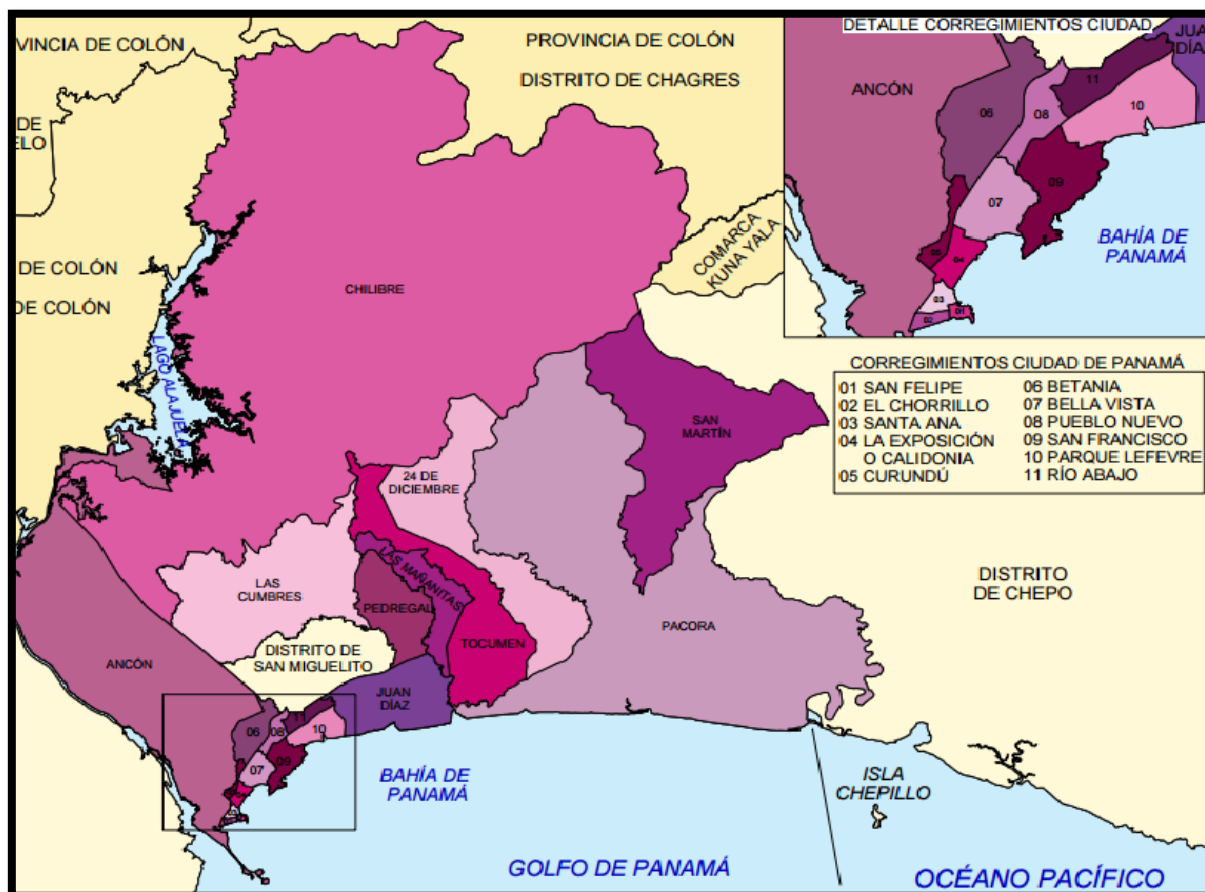 OVINCIA DE COLÓN
PROVINCIA DE COLÓN
DISTRITO DE CHAGRES
DE
ELO
DE COLÓN
DE COLÓN
LAGO ALAJUELA
CHILIBRE
COMARCA
KUNA YALA
SAN
MARTÍN
24 DE
DICIEMBRE
LAS
CUMBRES
LAS MAÑANITAS
PEDREGAL
TOCUMEN
PACORA
DISTRITO
DE CHEPO
DISTRITO DE
SAN MIGUELITO
ANCÓN
JUAN
DÍAZ
06
08
11
10
07
09
BAHÍA DE
PANAMÁ
ISLA
CHEPILLO
GOLFO DE PANAMÁ
OCÉANO PACÍFICO
DETALLE CORREGIMIENTOS CIUDAD
JUA
DÍAZ
ANCÓN
11
10
06
08
09
07
04
03
02
01
BAHÍA DE
PANAMÁ
CORREGIMIENTOS CIUDAD DE PANAMÁ
01 SAN FELIPE
02 EL CHORRILLO
03 SANTA ANA
04 LA EXPOSICIÓN
O CALIDONIA
05 CURUNDÚ
06 BETANIA
07 BELLA VISTA
08 PUEBLO NUEVO
09 SAN FRANCISCO
10 PARQUE LEFEVRE
11 RÍO ABAJO